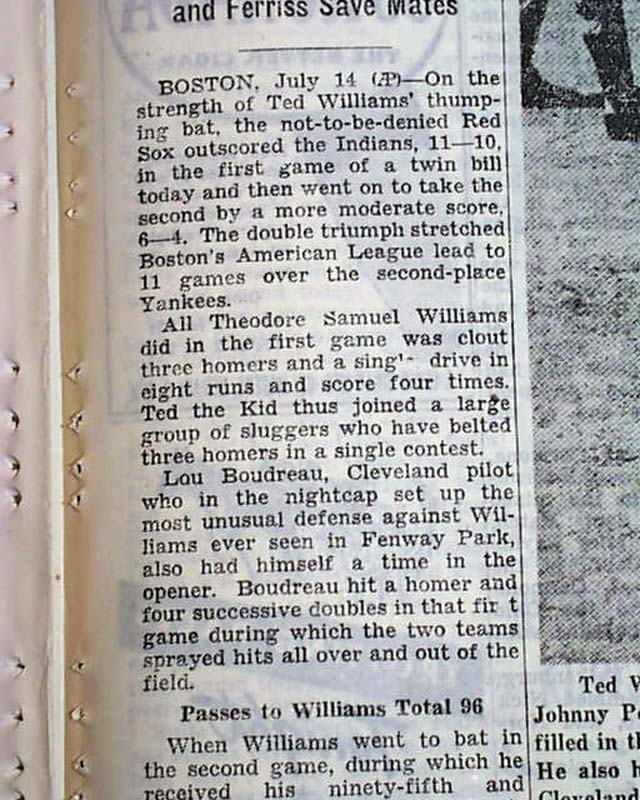 and Ferriss Save Mates
BOSTON, July 14 (AP)—On the
strength of Ted Williams' thump-
ing bat, the not-to-be-denied Red
Sox outscored the Indians, 11—10,
in the first game of a twin bill
today and then went on to take the
second by a more moderate score,
6—4. The double triumph stretched
Boston's American League lead to
11 games over the second-place
Yankees.
All Theodore Samuel Williams
did in the first game was clout
three homers and a sing'- drive in
eight runs and score four times.
Ted the Kid thus joined a large
group of sluggers who have belted
three homers in a single contest.
Lou Boudreau, Cleveland pilot
who in the nightcap set up the
most unusual defense against Wil-
liams ever seen in Fenway Park,
also had himself a time in the
opener. Boudreau hit a homer and
four successive doubles in that fir t
game during which the two teams
sprayed hits all over and out of the
field.
Passes to Williams Total 96
When Williams went to bat in
the second game, during which he
received his ninety-fifth and
Ted W
Johnny Pe
filled in th
He also h
Cleveland